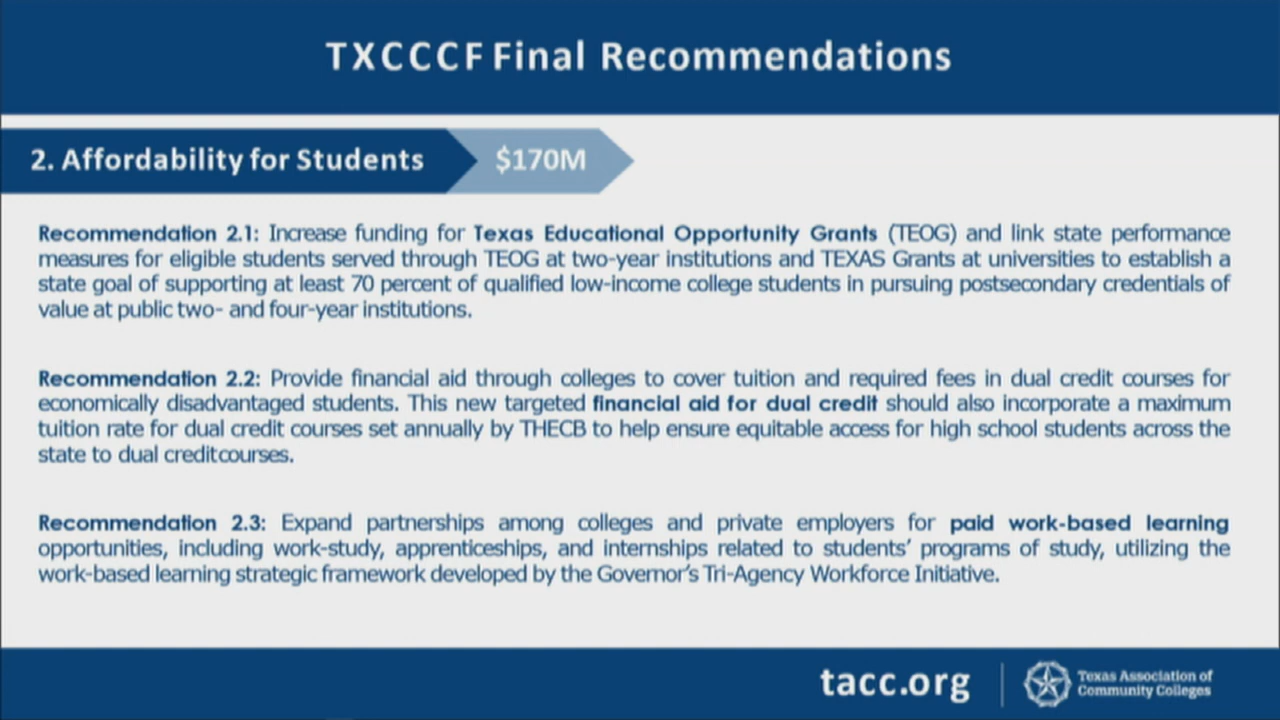 TXCCCF Final Recommendations
2. Affordability for Students
$170M
Recommendation 2.1: Increase funding for Texas Educational Opportunity Grants (TEOG) and link state performance
measures for eligible students served through TEOG at two-year institutions and TEXAS Grants at universities to establish a
state goal of supporting at least 70 percent of qualified low-income college students in pursuing postsecondary credentials of
value at public two- and four-year institutions.
Recommendation 2.2: Provide financial aid through colleges to cover tuition and required fees in dual credit courses for
economically disadvantaged students. This new targeted financial aid for dual credit should also incorporate a maximum
tuition rate for dual credit courses set annually by THECB to help ensure equitable access for high school students across the
state to dual creditcourses.
Recommendation 2.3: Expand partnerships among colleges and private employers for paid work-based learning
opportunities, including work-study, apprenticeships, and internships related to students' programs of study, utilizing the
work-based learning strategic framework developed by the Governor's Tri-Agency Workforce Initiative.
tacc.org
Texas Association of
Community Colleges